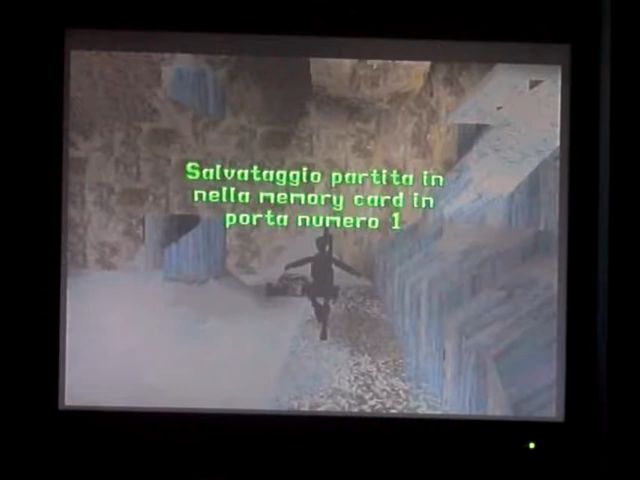 Salvataggio partita in
nella memory card in
porta numero 1